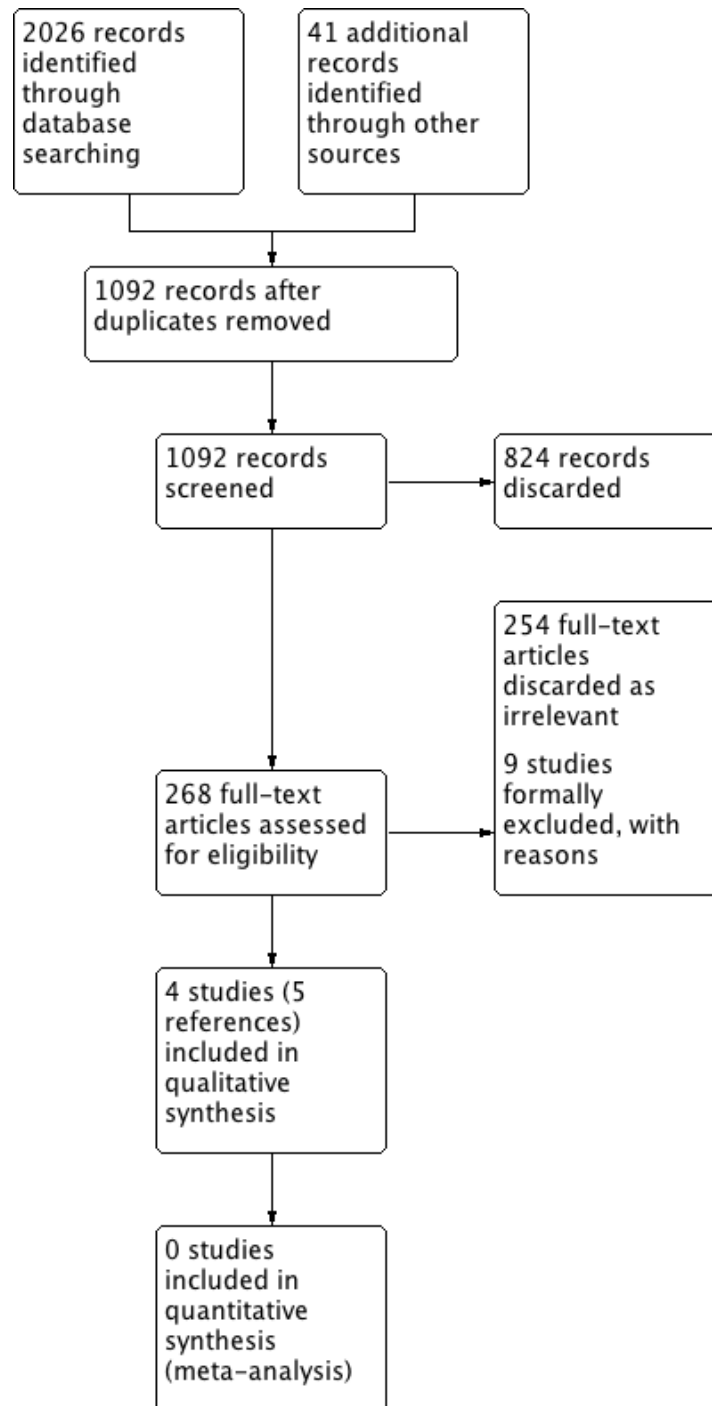 2026 records
identified
through
database
searching
41 additional
records
identified
through other
sources
1092 records after
duplicates removed
1092 records
screened
824 records
discarded
254 full-text
articles
discarded as
irrelevant
9 studies
formally
excluded, with
reasons
268 full-text
articles assessed
for eligibility
4 studies (5
references)
included in
qualitative
synthesis
0 studies
included in
quantitative
synthesis
(meta-analysis)